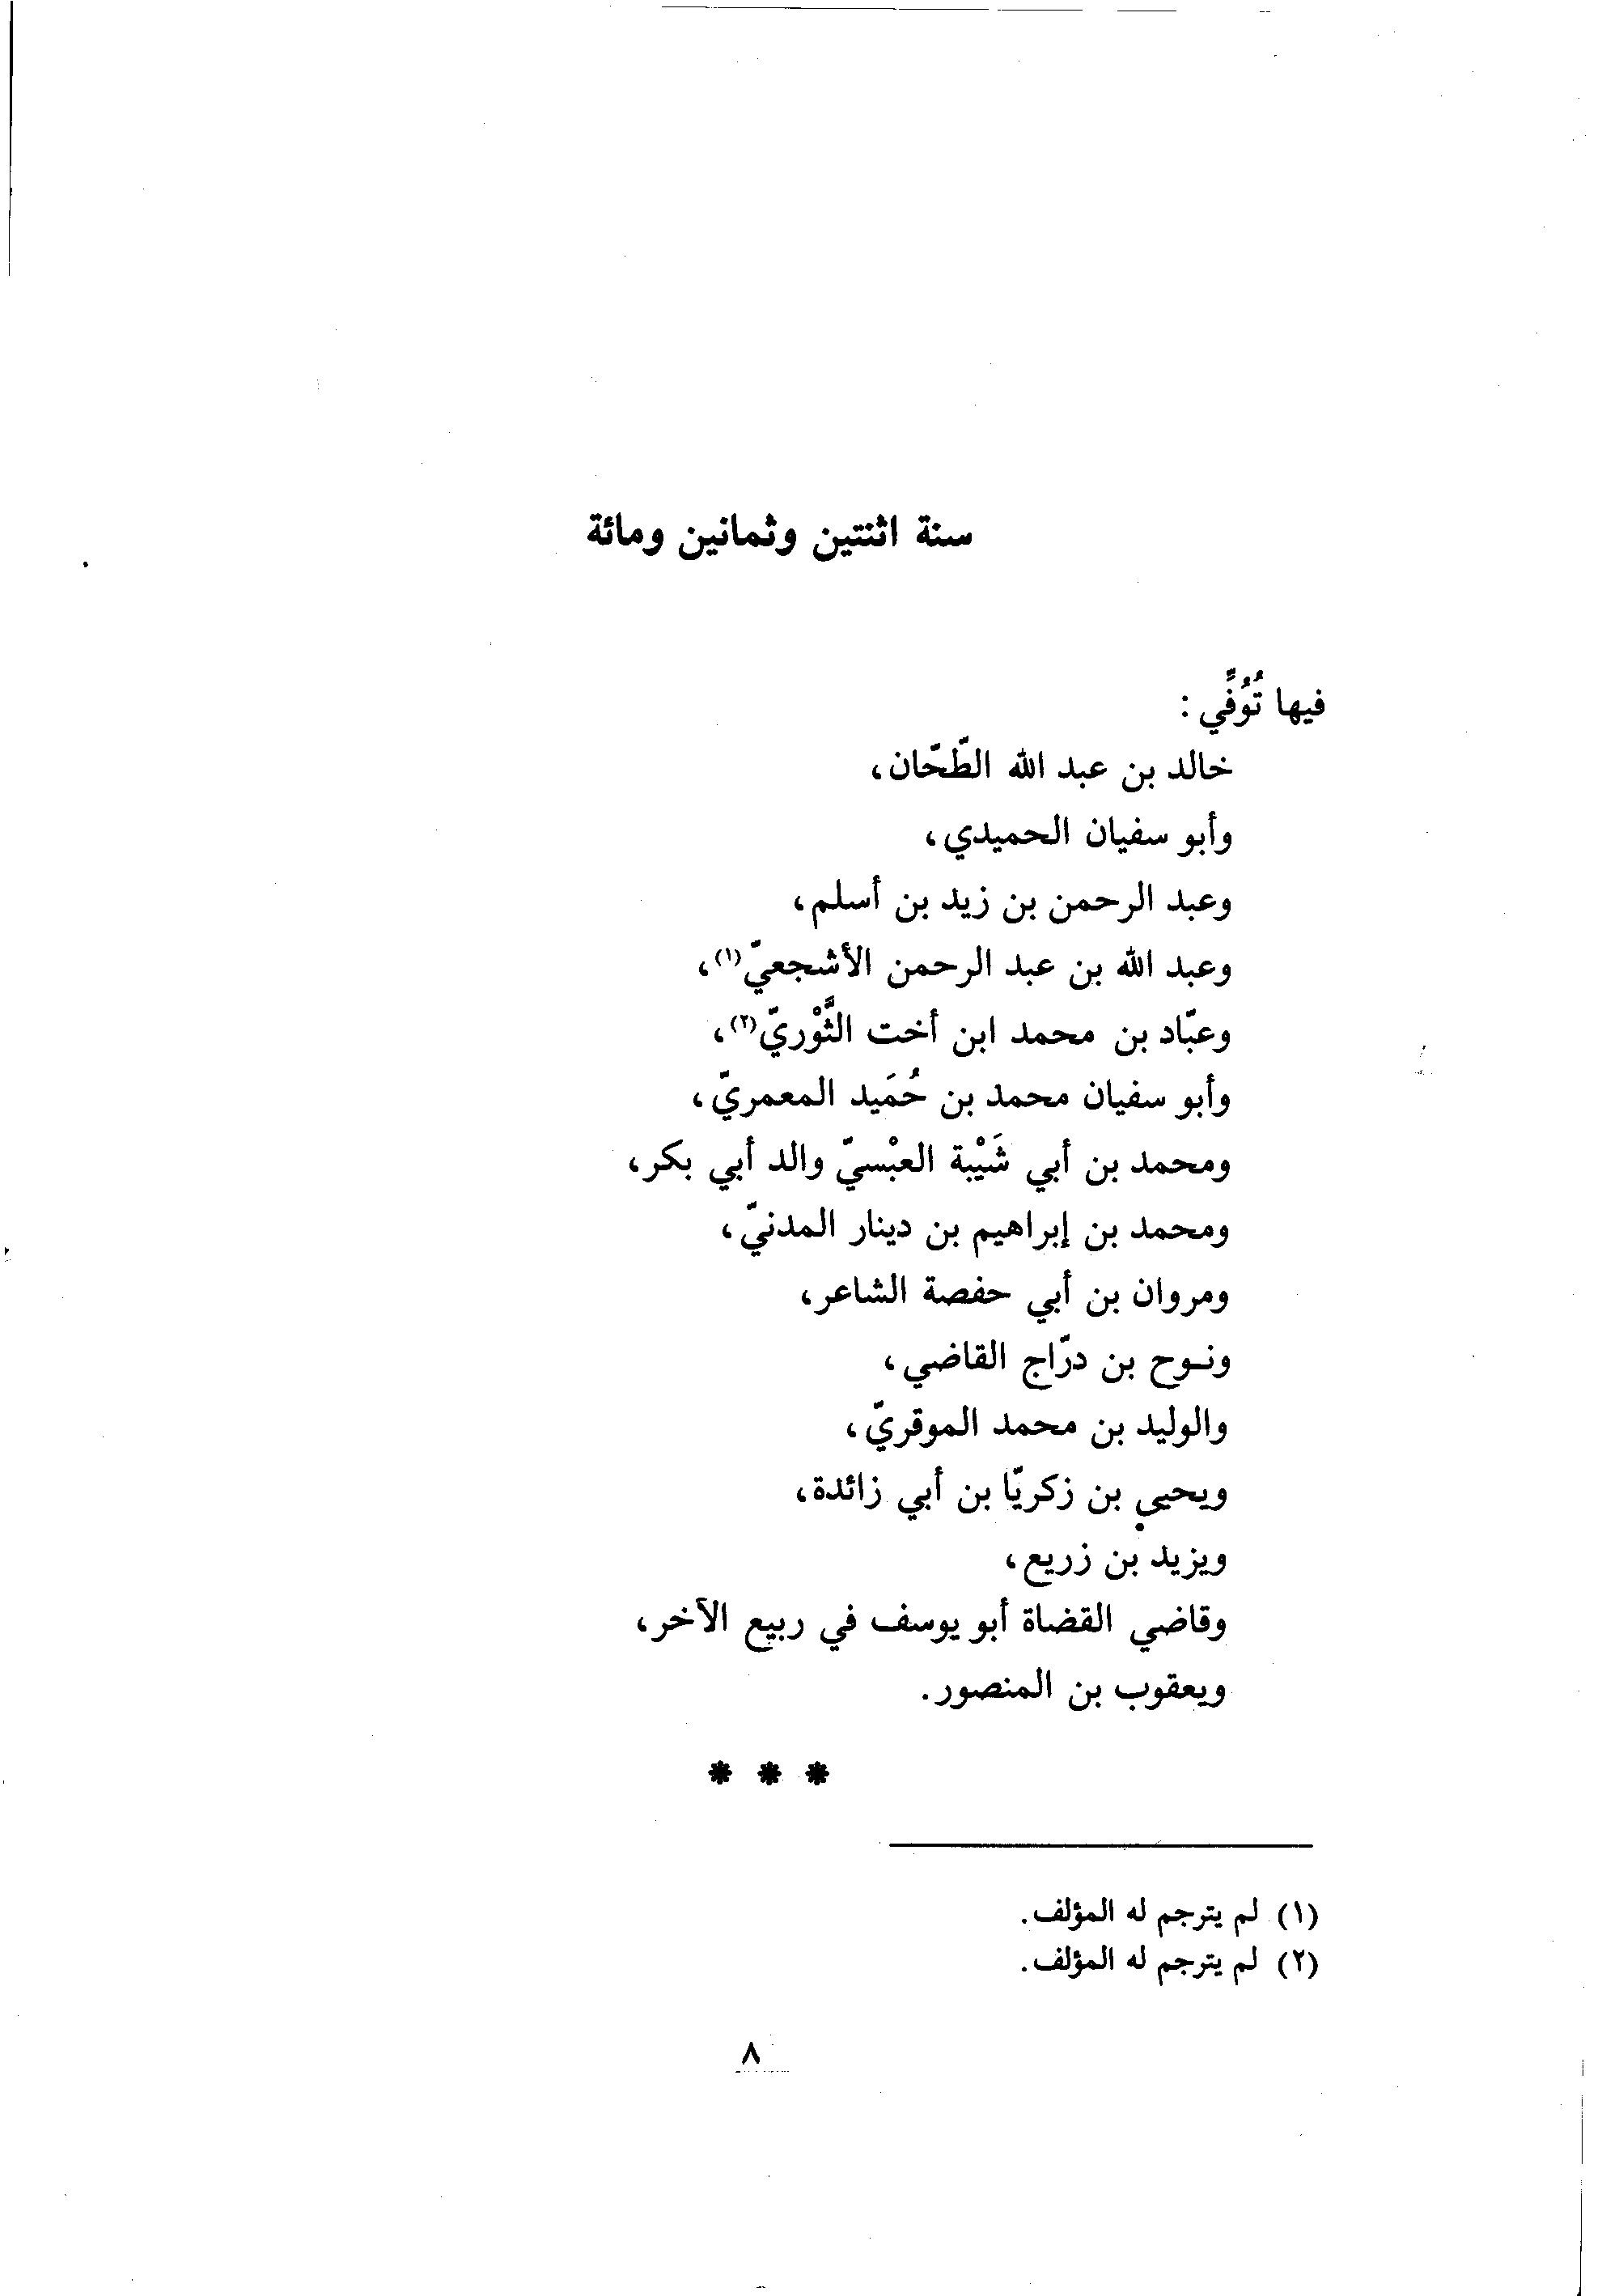 سنة اثنتين وثمانين ومائة
فيها تُوُفِّي :
خالد بن عبد الله الطّحّان،
وأبو سفيان الحميدي،
وعبد الرحمن بن زيد بن أسلم،
وعبد الله بن عبد الرحمن الأشجعيّ(١)،
وعبّاد بن محمد ابن أخت الثَّوْريّ(٢)،
وأبو سفيان محمد بن حُمَيد المعمريّ،
ومحمد بن أبي شَيْبة العبْسيّ والد أبي بكر،
ومحمد بن إبراهيم بن دينار المدنيّ،
ومروان بن أبي حفصة الشاعر،
ونـوح بن درّاج القاضي،
والوليد بن محمد الموقريّ،
ويحيي بن زكريّا بن أبي زائدة،
ويزيد بن زريع،
وقاضي القضاة أبو يوسف في ربيع الآخر،
ويعقوب بن المنصور.
* * *
(١) لم يترجم له المؤلف.
(٢) لم يترجم له المؤلف.
٨